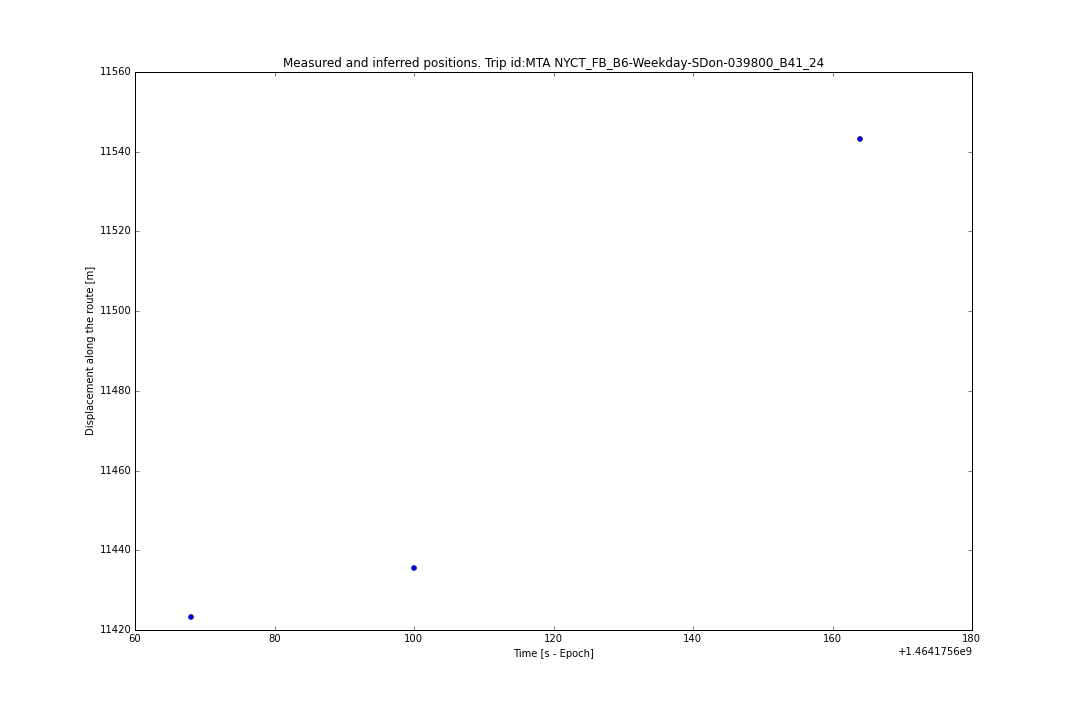 Measured and inferred positions. Trip id:MTA NYCT_FB_B6-Weekday-SDon-039800_B41_24
11560
11540
11520
11500
11480
11460
11440
11420
Displacement along the route [m]
60 80 100 120 140 160 180
Time [s - Epoch]
+1.4641756e9